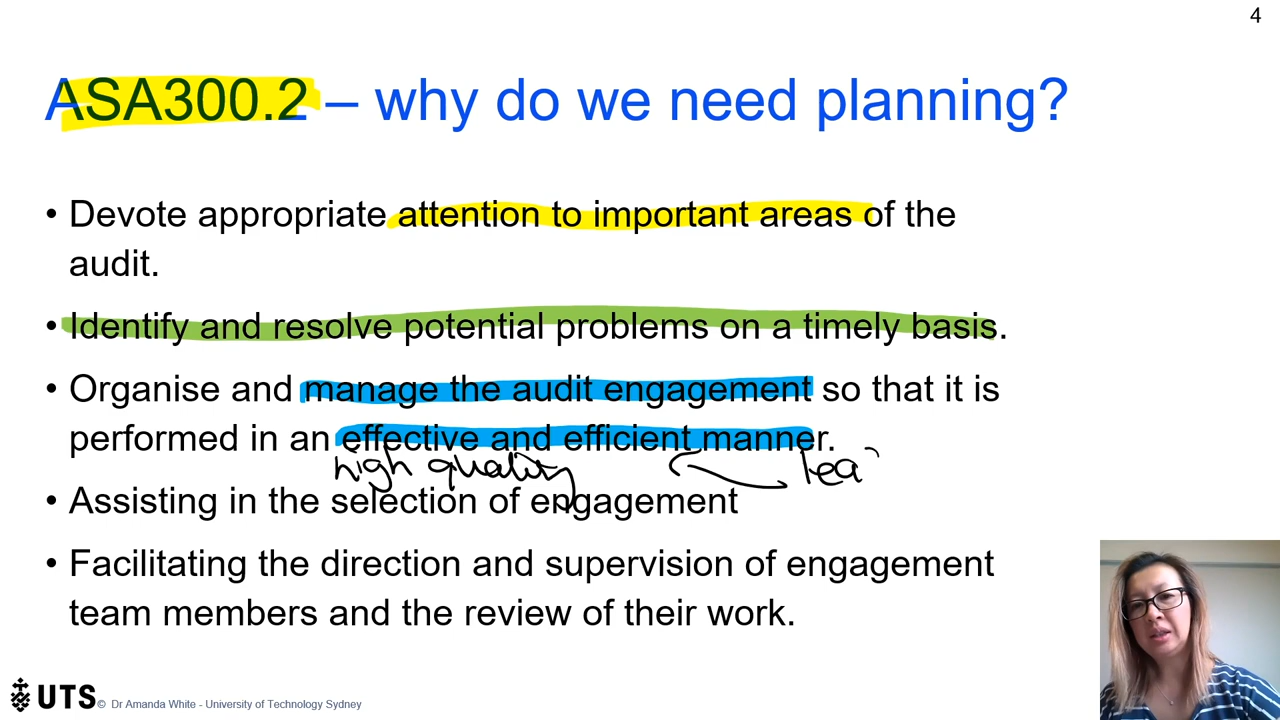 4
ASA300.2 – why do we need planning?
• Devote appropriate attention to important areas of the
audit.
• Identify and resolve potential problems on a timely basis.
• Organise and manage the audit engagement so that it is
performed in an effective and efficient manner.
high quality
• Assisting in the selection of engagement
• Facilitating the direction and supervision of engagement
team members and the review of their work.
UTS © Dr Amanda White - University of Technology Sydney